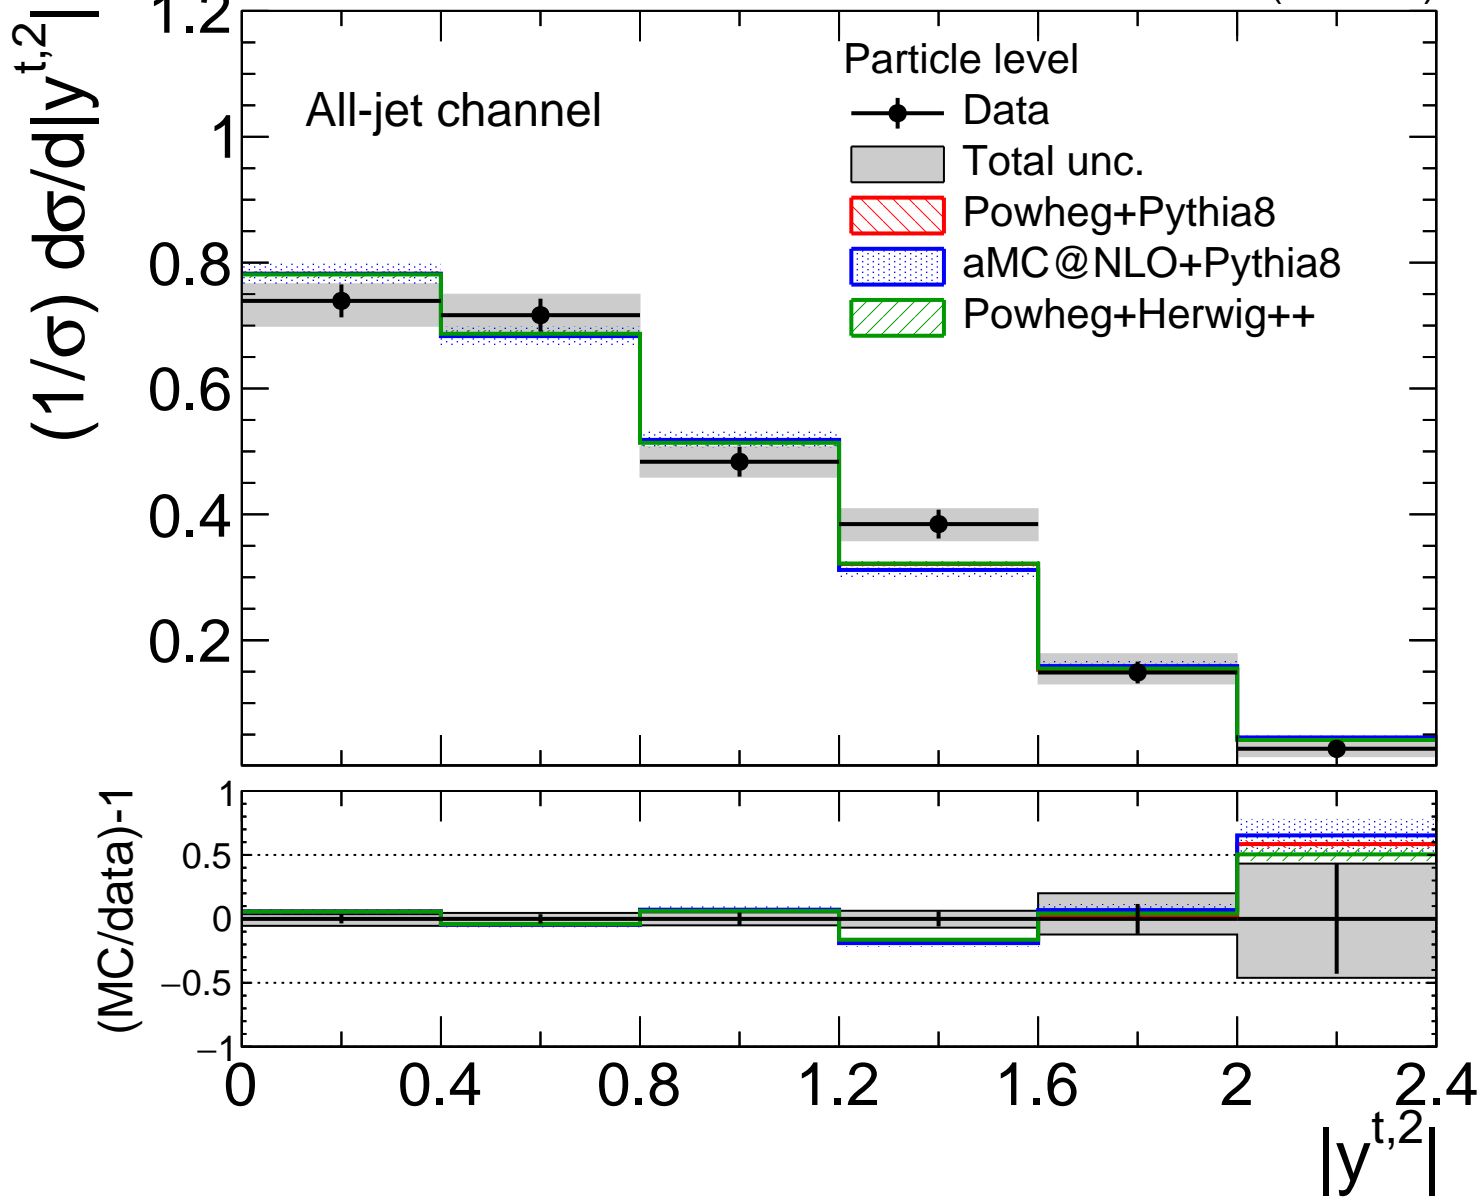 (1/σ) dσ/d|y^{t,2}|
1.2
1
0.8
0.6
0.4
0.2
All-jet channel
Particle level
Data
Total unc.
Powheg+Pythia8
aMC@NLO+Pythia8
Powheg+Herwig++
(MC/data)-1
1
0.5
0
−0.5
−1
0 0.4 0.8 1.2 1.6 2 2.4
|y^{t,2}|